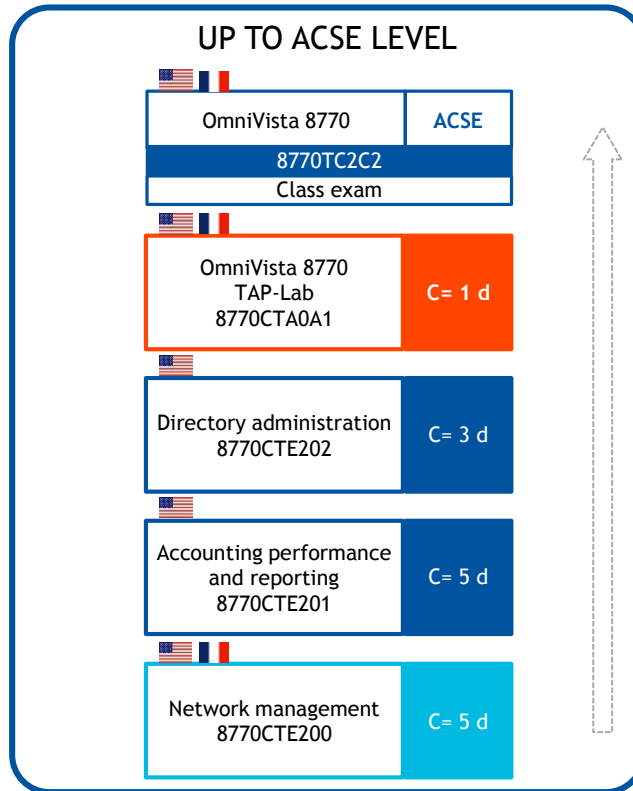 UP TO ACSE LEVEL
OmniVista 8770
ACSE
8770TC2C2
Class exam
OmniVista 8770
TAP-Lab
8770CTA0A1
C= 1 d
Directory administration
8770CTE202
C= 3 d
Accounting performance
and reporting
8770CTE201
C= 5 d
Network management
8770CTE200
C= 5 d